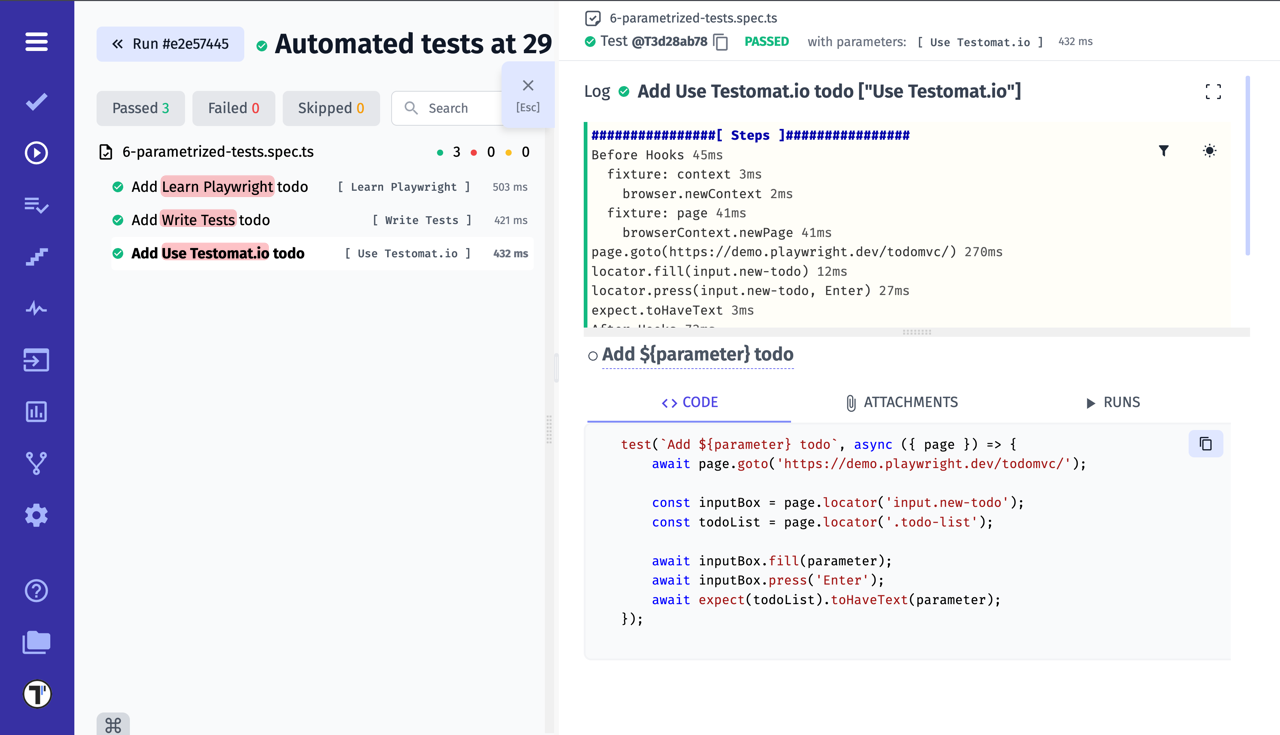 Run #e2e57445
Automated tests at 29
[Esc]
Passed 3
Failed 0
Skipped 0
Search
6-parametrized-tests.spec.ts
3 0 0
Add Learn Playwright todo [ Learn Playwright ] 503 ms
Add Write Tests todo [ Write Tests ] 421 ms
Add Use Testomat.io todo [ Use Testomat.io ] 432 ms
⌘
6-parametrized-tests.spec.ts
Test @T3d28ab78 PASSED with parameters: [ Use Testomat.io ] 432 ms
Log Add Use Testomat.io todo ["Use Testomat.io"]
################[ Steps ]################
Before Hooks 45ms
  fixture: context 3ms
    browser.newContext 2ms
  fixture: page 41ms
    browserContext.newPage 41ms
page.goto(https://demo.playwright.dev/todomvc/) 270ms
locator.fill(input.new-todo) 12ms
locator.press(input.new-todo, Enter) 27ms
expect.toHaveText 3ms
Add ${parameter} todo
CODE
ATTACHMENTS
RUNS
test(`Add ${parameter} todo`, async ({ page }) => {
    await page.goto('https://demo.playwright.dev/todomvc/');
    const inputBox = page.locator('input.new-todo');
    const todoList = page.locator('.todo-list');
    await inputBox.fill(parameter);
    await inputBox.press('Enter');
    await expect(todoList).toHaveText(parameter);
});